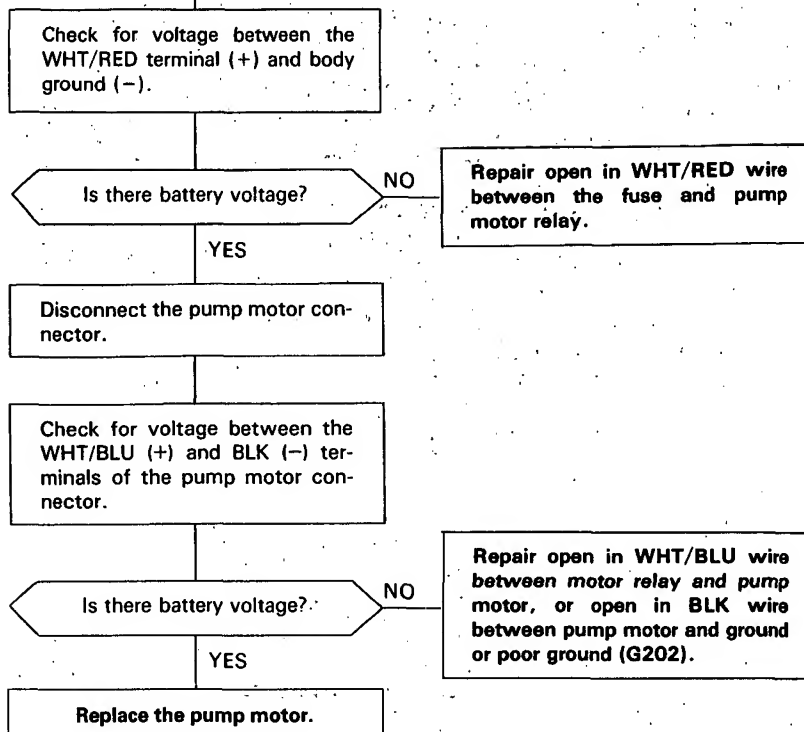 Check for voltage between the
WHT/RED terminal (+) and body
ground (−).
Is there battery voltage?
NO
Repair open in WHT/RED wire
between the fuse and pump
motor relay.
YES
Disconnect the pump motor con-
nector.
Check for voltage between the
WHT/BLU (+) and BLK (−) ter-
minals of the pump motor con-
nector.
Is there battery voltage?
NO
Repair open in WHT/BLU wire
between motor relay and pump
motor, or open in BLK wire
between pump motor and ground
or poor ground (G202).
YES
Replace the pump motor.